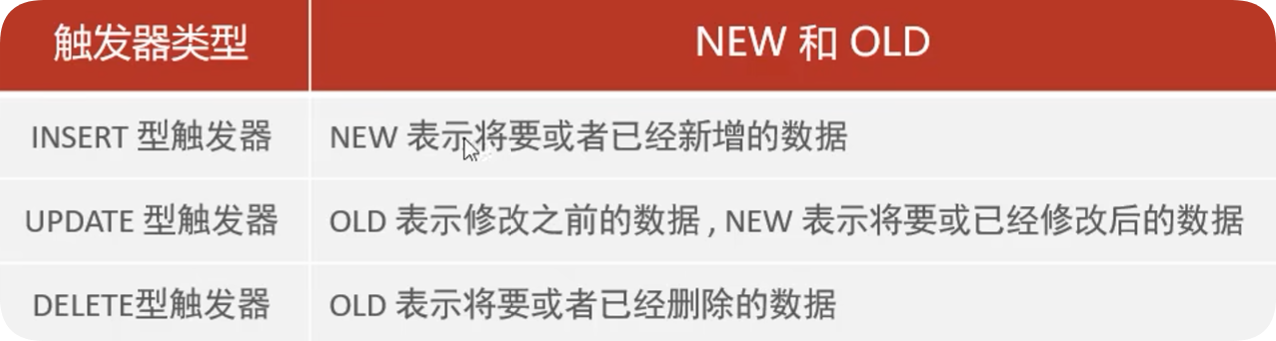 触发器类型 NEW 和 OLD
INSERT 型触发器 NEW 表示将要或者已经新增的数据
UPDATE 型触发器 OLD 表示修改之前的数据 , NEW 表示将要或已经修改后的数据
DELETE型触发器 OLD 表示将要或者已经删除的数据